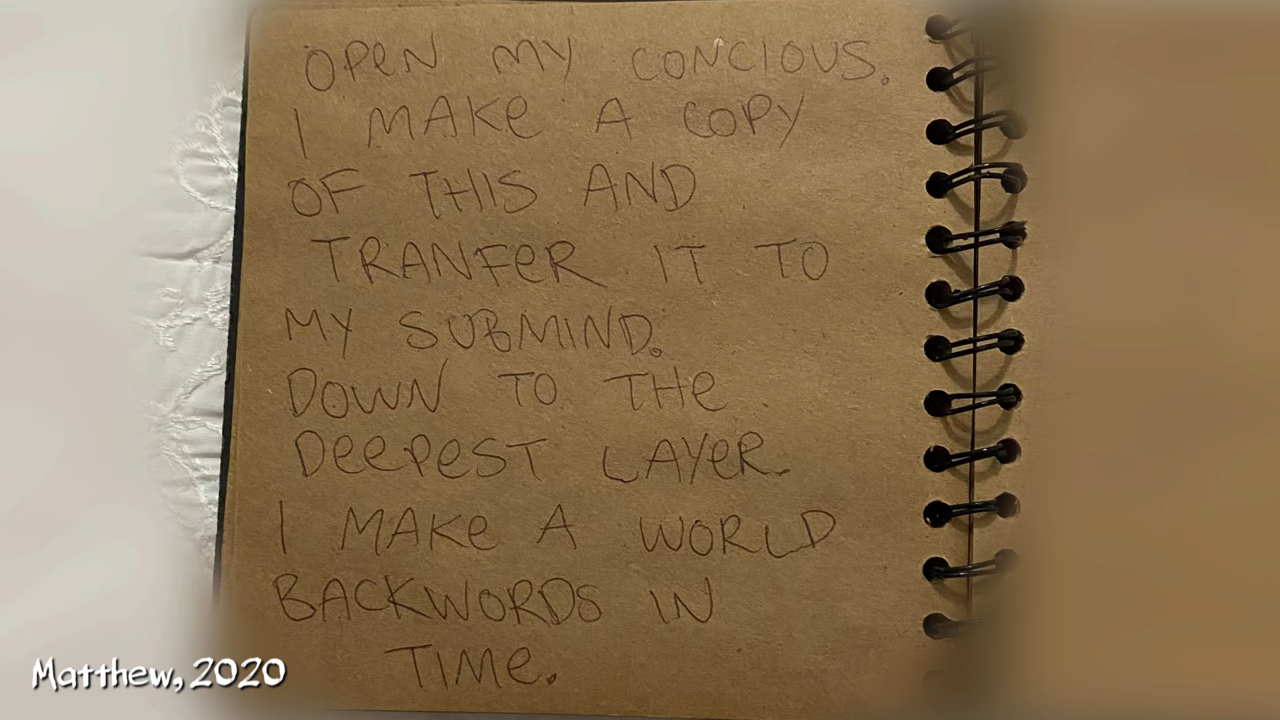 OPEN MY CONCIOUS.
I MAKE A COPY
OF THIS AND
TRANFER IT TO
MY SUBMIND.
DOWN TO THE
DEEPEST LAYER.
I MAKE A WORLD
BACKWORDS IN
TIME.
Matthew, 2020